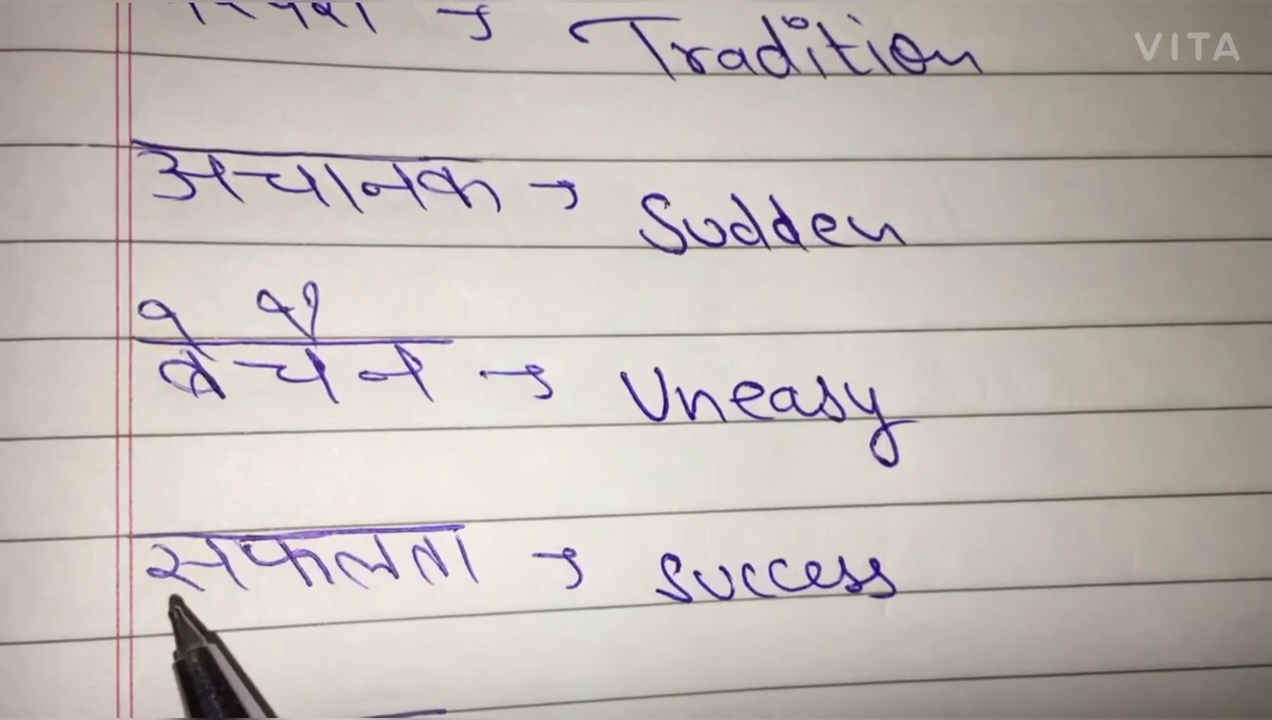 → Tradition
VITA
अचानक → Sudden
बेचैन → Uneasy
सफलता → Success